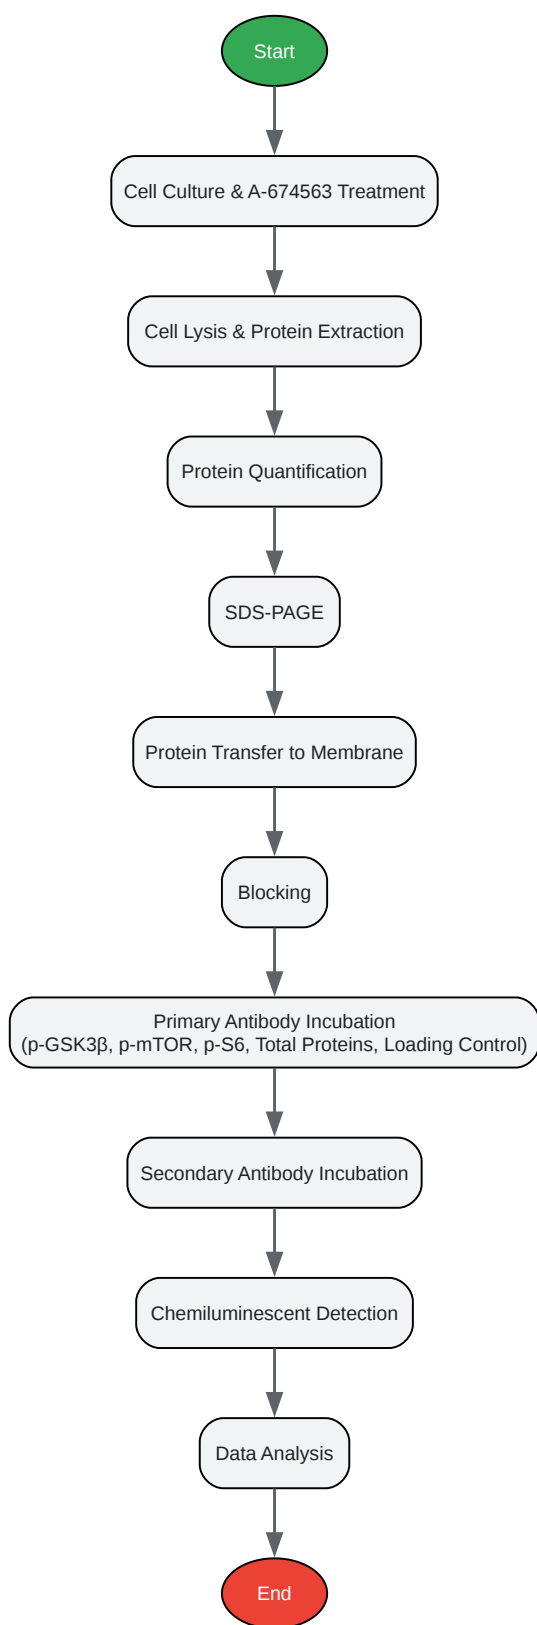 Start
Cell Culture & A-674563 Treatment
Cell Lysis & Protein Extraction
Protein Quantification
SDS-PAGE
Protein Transfer to Membrane
Blocking
Primary Antibody Incubation
(p-GSK3β, p-mTOR, p-S6, Total Proteins, Loading Control)
Secondary Antibody Incubation
Chemiluminescent Detection
Data Analysis
End